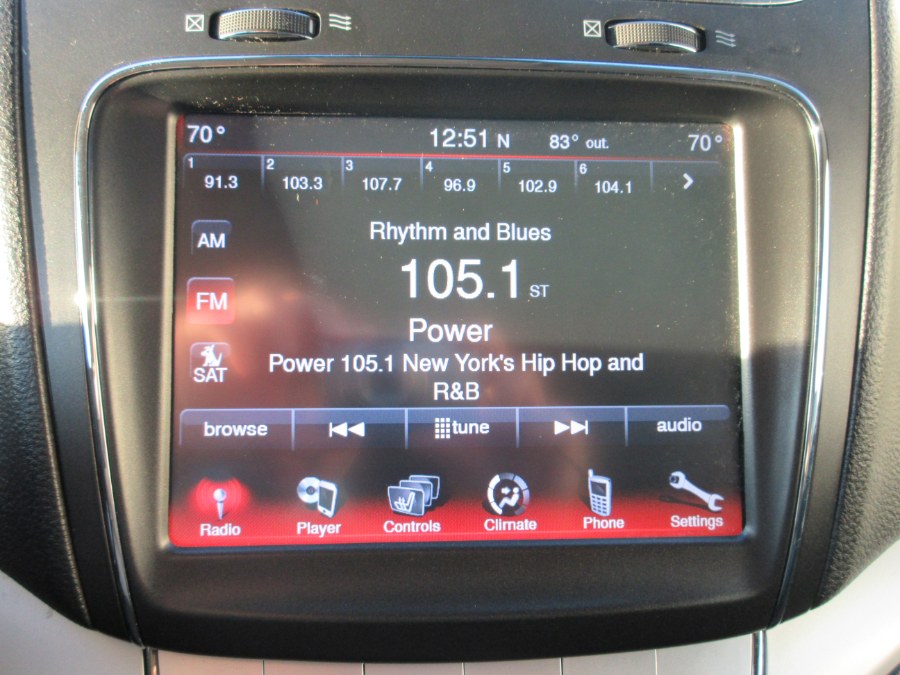 70° 12:51 N 83° out. 70°
1 2 3 4 5 6
91.3 103.3 107.7 96.9 102.9 104.1
Rhythm and Blues
AM
105.1 ST
FM
Power
Power 105.1 New York's Hip Hop and
R&B
SAT
browse tune audio
Radio Player Controls Climate Phone Settings